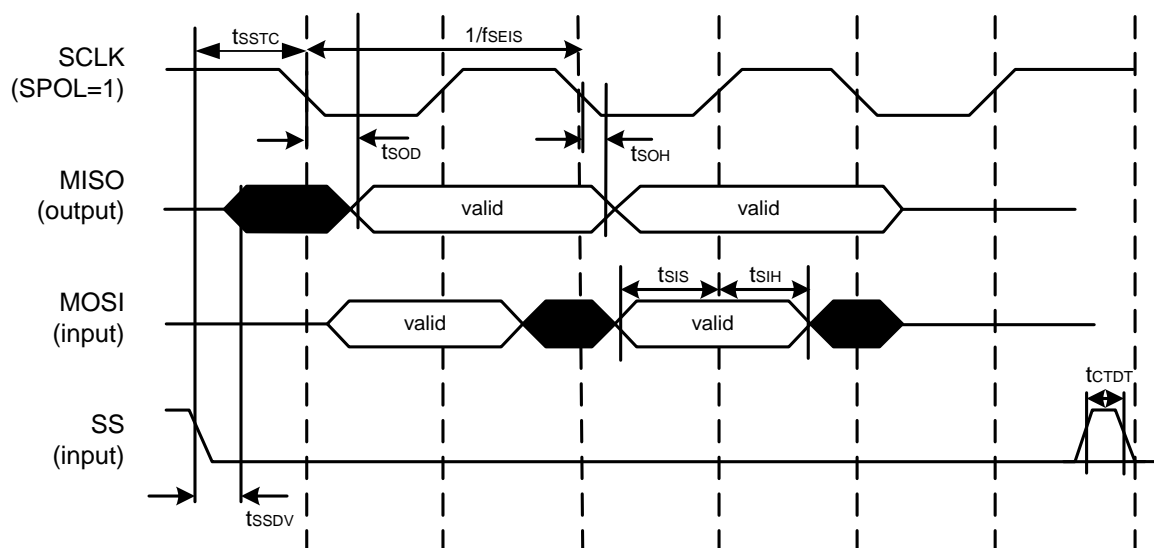 tSSTC
1/fSEIS
SCLK
(SPOL=1)
tSOD
tSOH
MISO
(output)
valid
valid
tSIS
tSIH
MOSI
(input)
valid
valid
tCTDT
SS
(input)
tSSDV